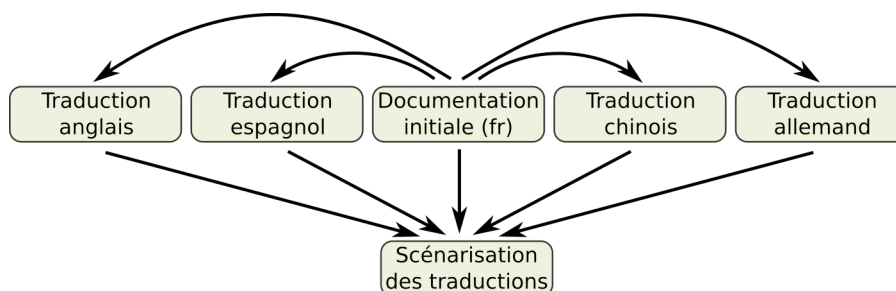 Traduction
anglais
Traduction
espagnol
Documentation
initiale (fr)
Traduction
chinois
Traduction
allemand
Scénarisation
des traductions